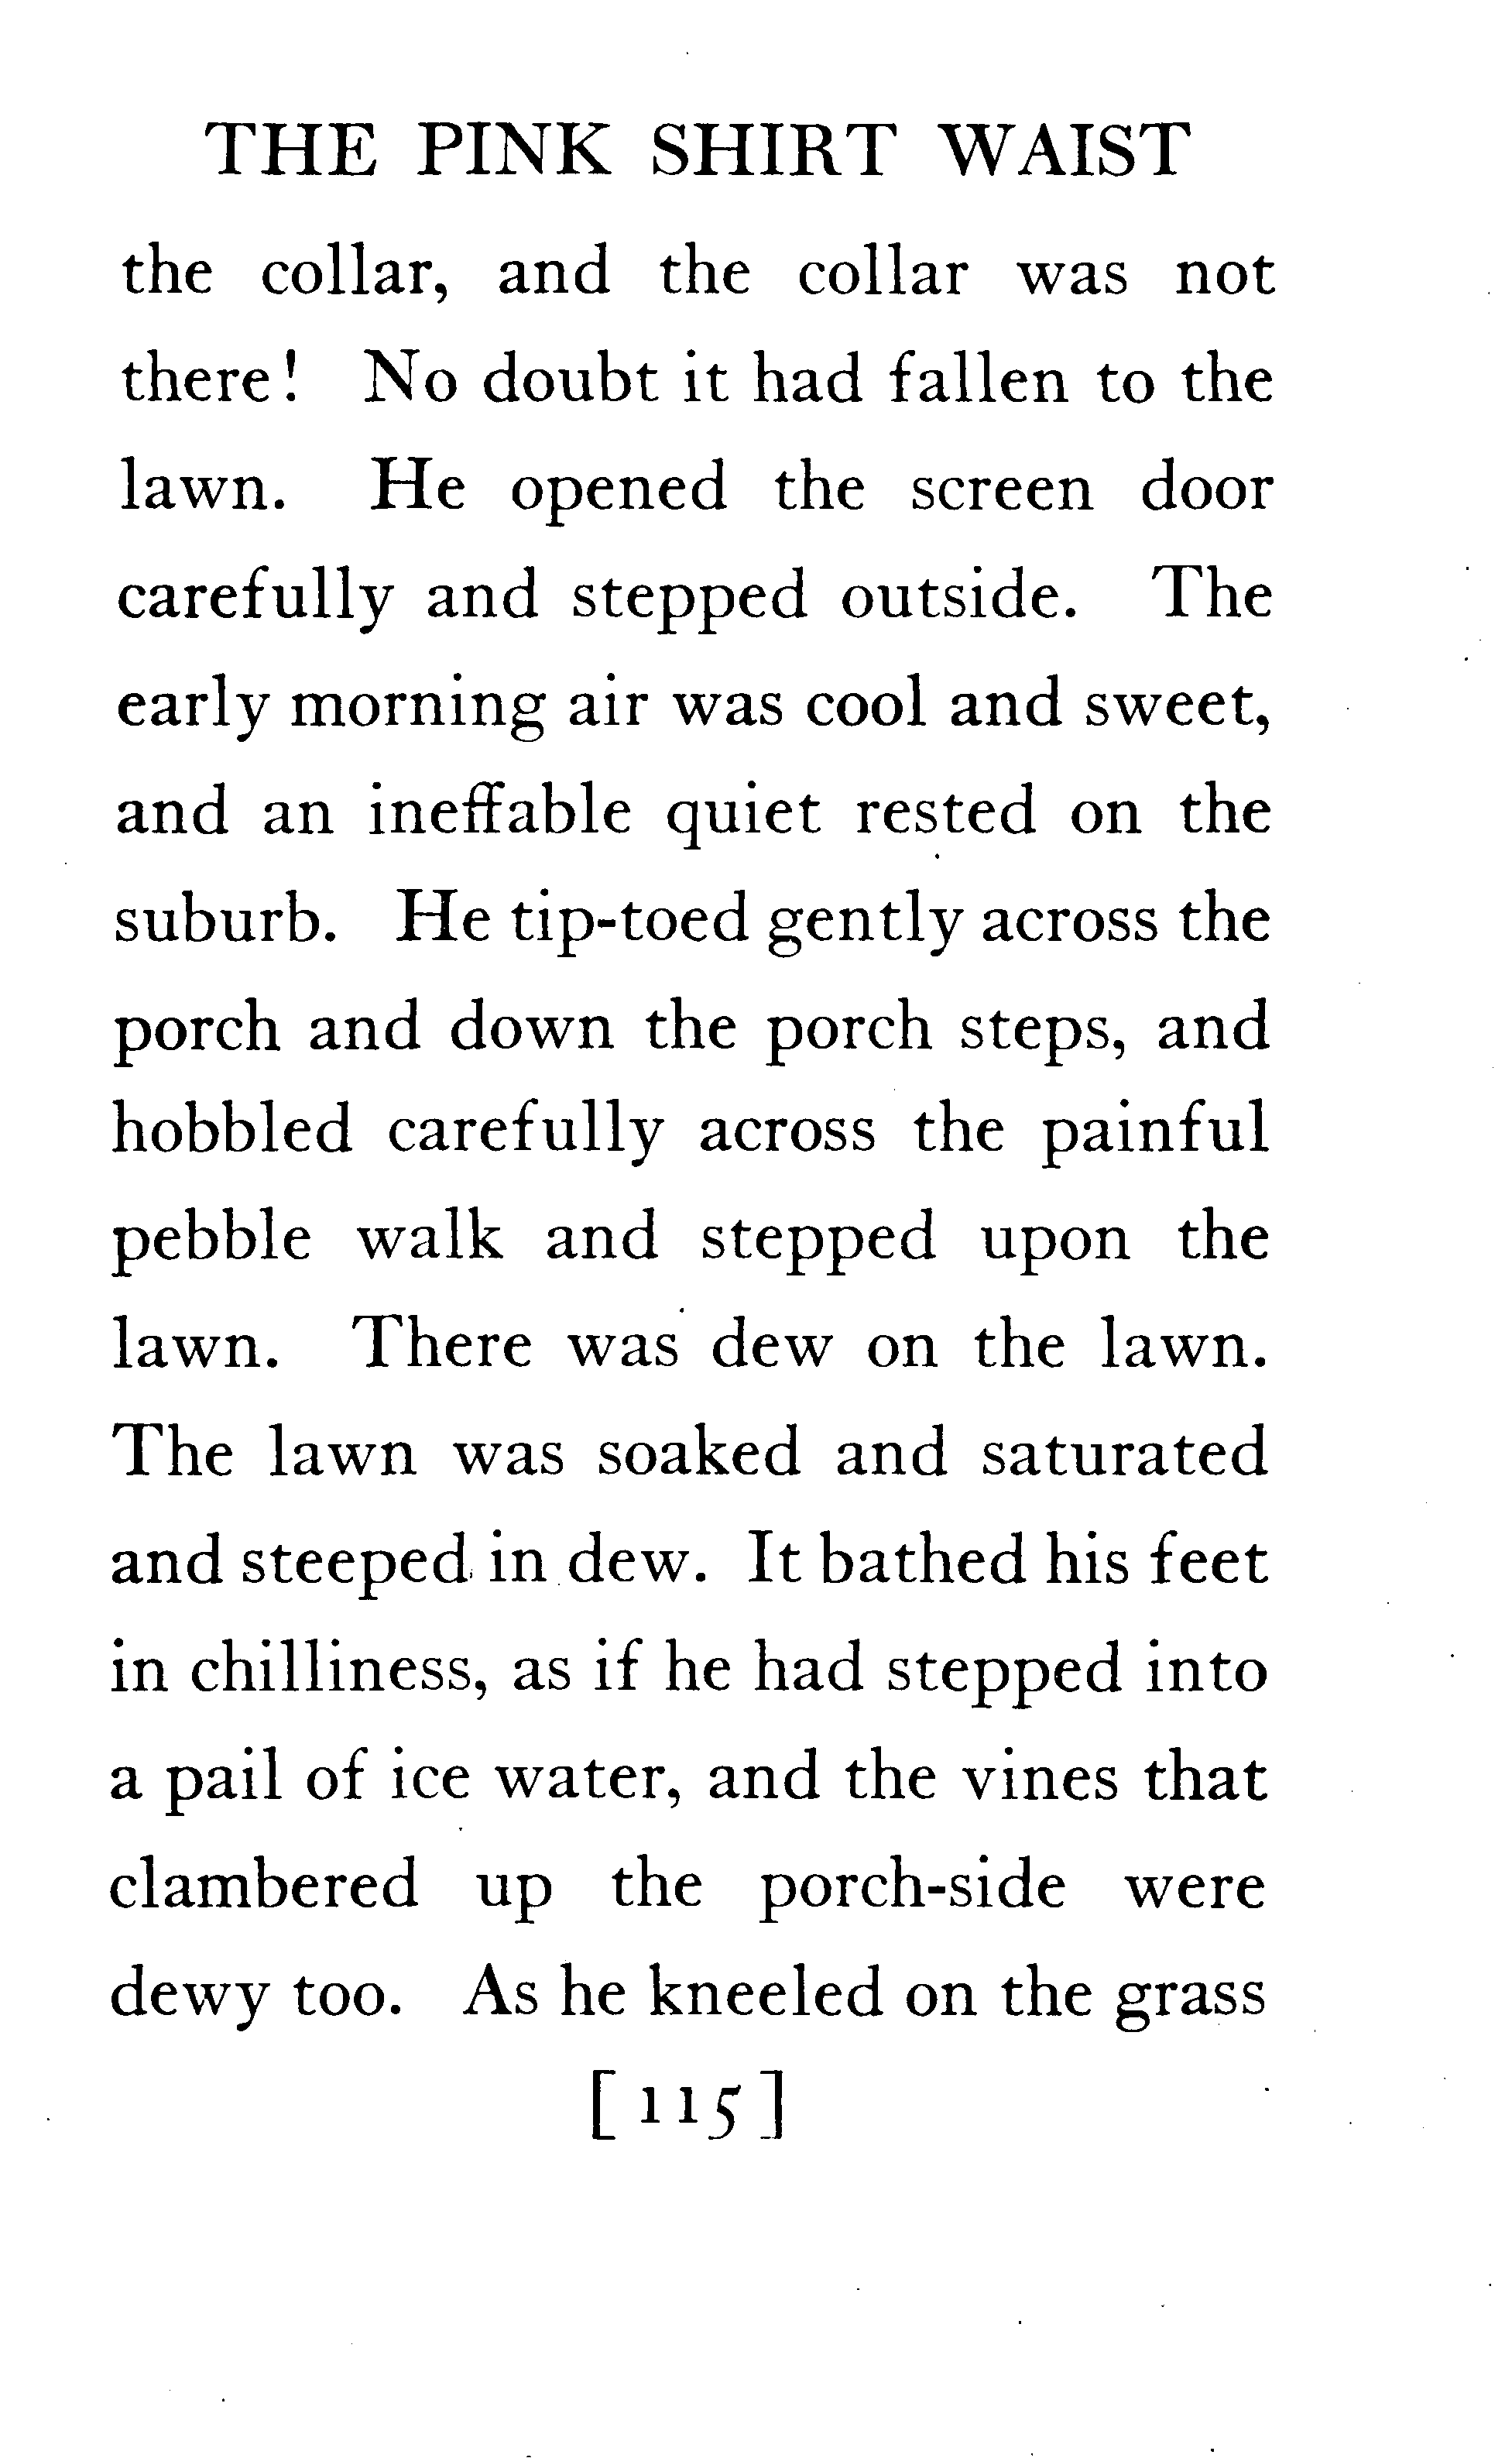 THE PINK SHIRT WAIST
the collar, and the collar was not
there! No doubt it had fallen to the
lawn. He opened the screen door
carefully and stepped outside. The
early morning air was cool and sweet,
and an ineffable quiet rested on the
suburb. He tip-toed gently across the
porch and down the porch steps, and
hobbled carefully across the painful
pebble walk and stepped upon the
lawn. There was dew on the lawn.
The lawn was soaked and saturated
and steeped in dew. It bathed his feet
in chilliness, as if he had stepped into
a pail of ice water, and the vines that
clambered up the porch-side were
dewy too. As he kneeled on the grass
[115]